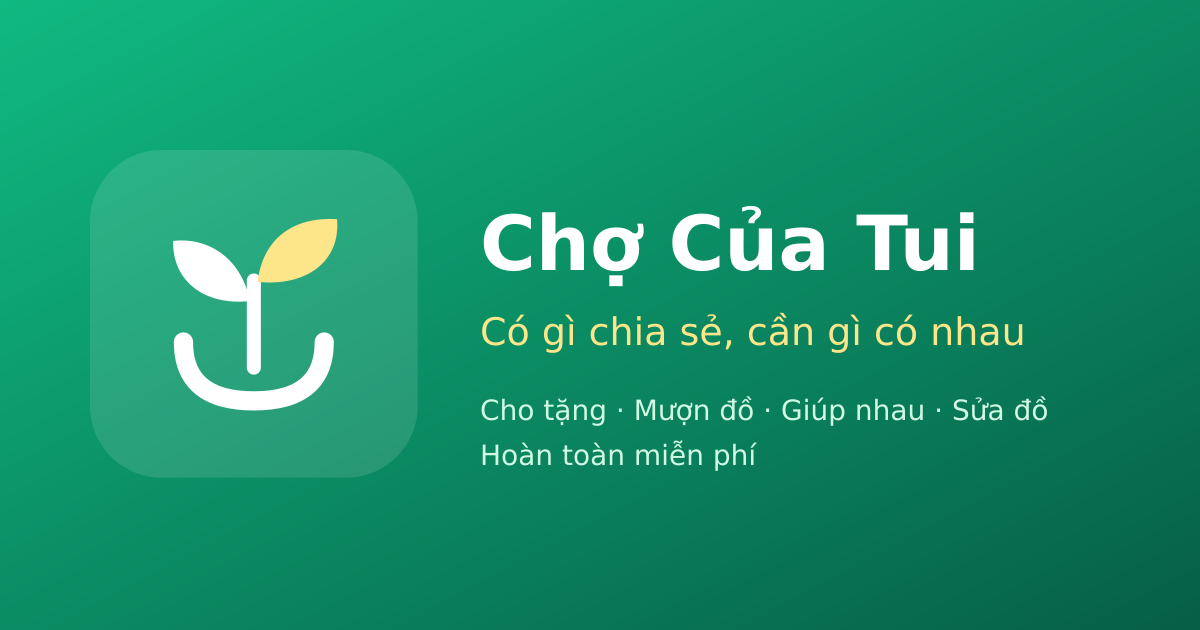 Chợ Của Tui
Có gì chia sẻ, cần gì có nhau
Cho tặng · Mượn đồ · Giúp nhau · Sửa đồ
Hoàn toàn miễn phí